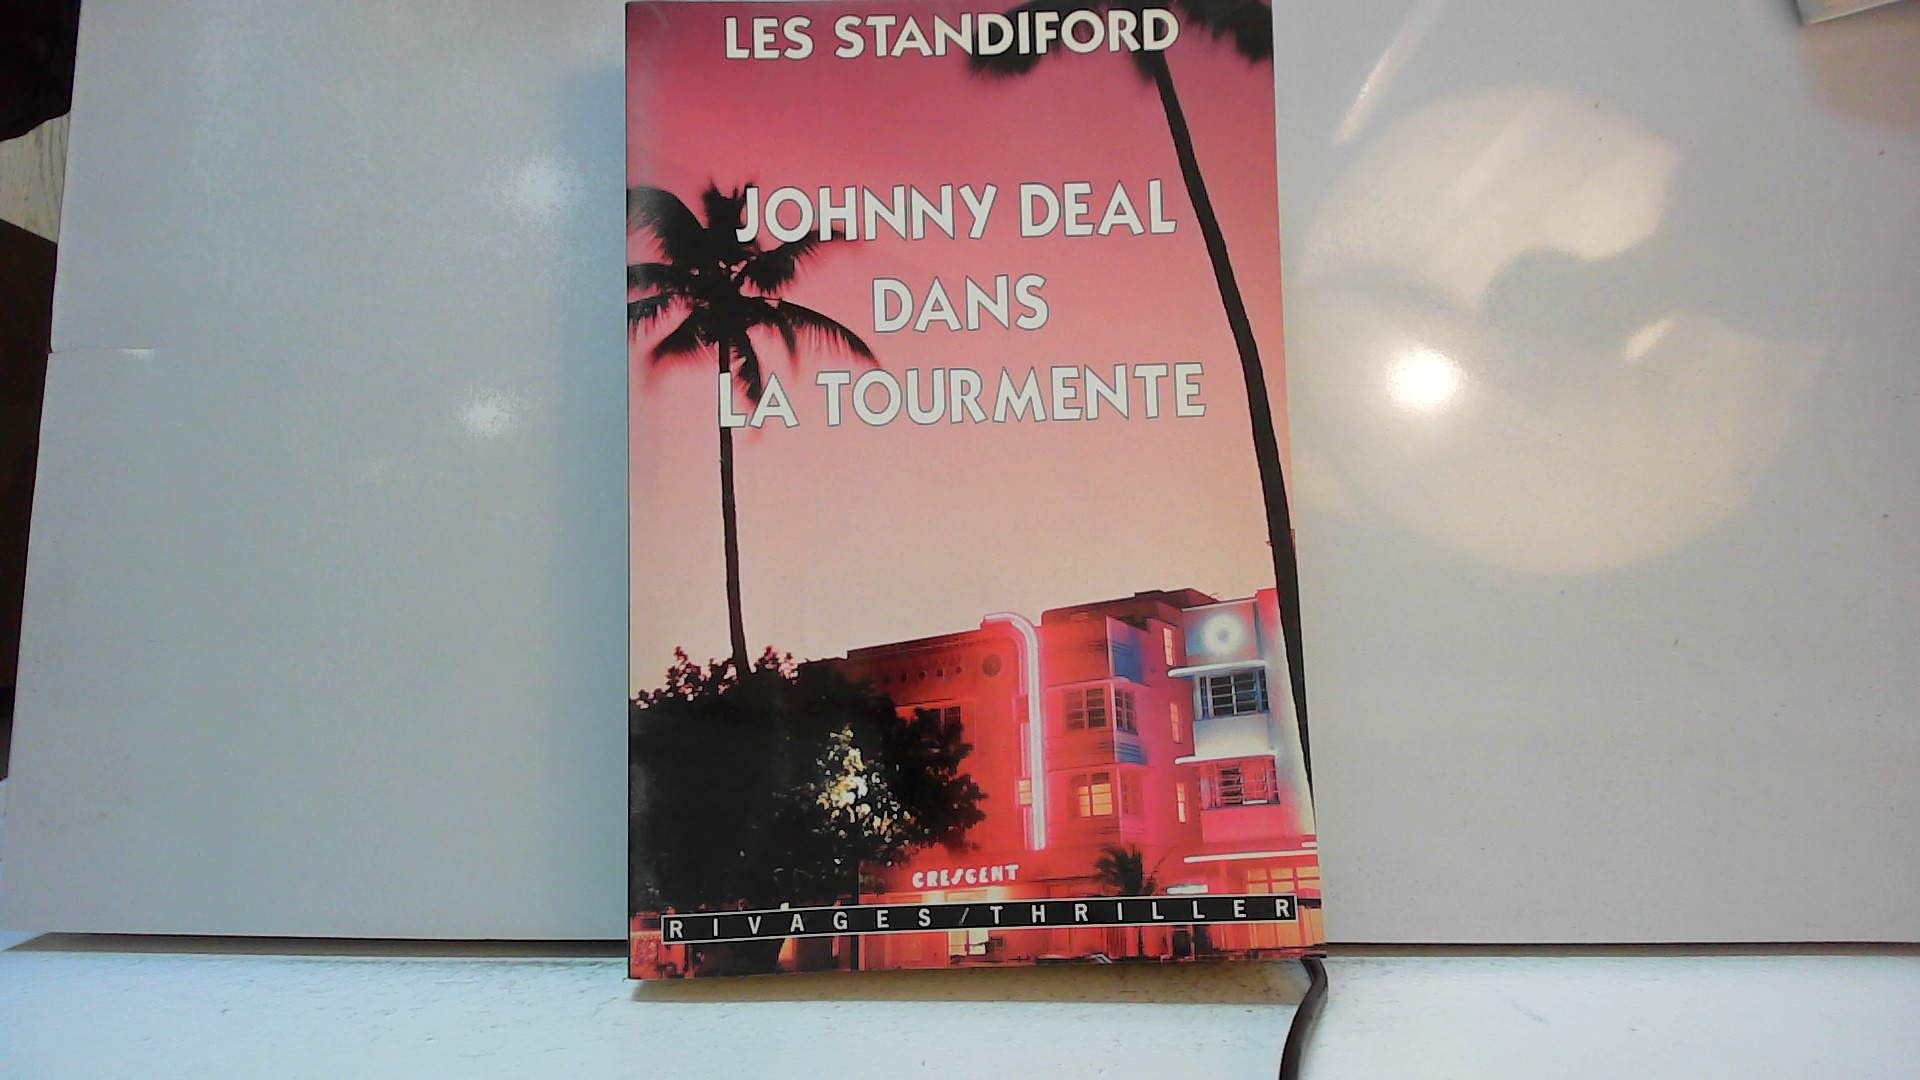 LES STANDIFORD
JOHNNY DEAL
DANS
LA TOURMENTE
CRESCENT
RIVAGES/THRILLER